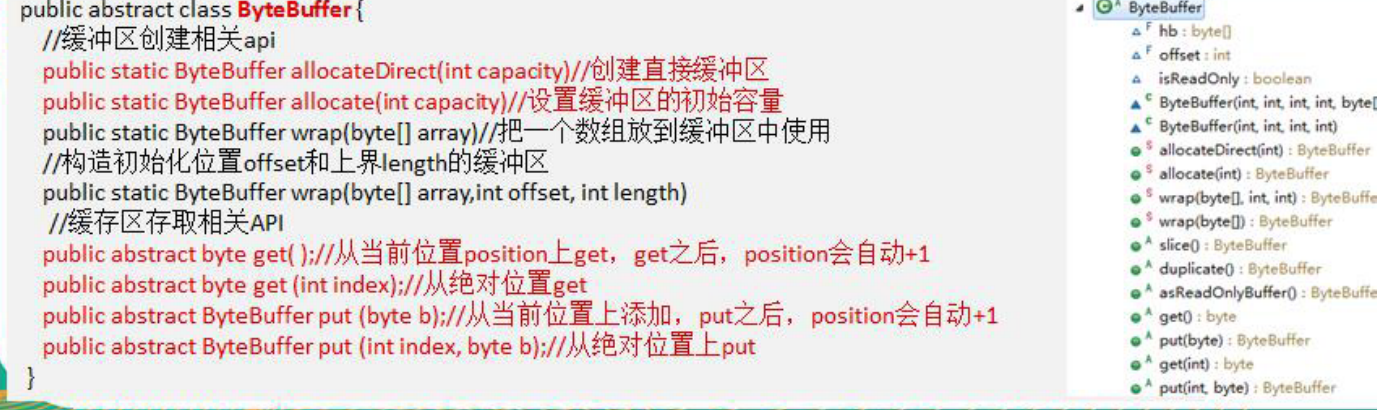 public abstract class ByteBuffer {
//缓冲区创建相关api
public static ByteBuffer allocateDirect(int capacity)//创建直接缓冲区
public static ByteBuffer allocate(int capacity)//设置缓冲区的初始容量
public static ByteBuffer wrap(byte[] array)//把一个数组放到缓冲区中使用
//构造初始化位置offset和上界length的缓冲区
public static ByteBuffer wrap(byte[] array,int offset, int length)
//缓存区存取相关API
public abstract byte get( );//从当前位置position上get，get之后，position会自动+1
public abstract byte get (int index);//从绝对位置get
public abstract ByteBuffer put (byte b);//从当前位置上添加，put之后，position会自动+1
public abstract ByteBuffer put (int index, byte b);//从绝对位置上put
}
ByteBuffer
hb : byte[]
offset : int
isReadOnly : boolean
ByteBuffer(int, int, int, int, byte[
ByteBuffer(int, int, int, int)
allocateDirect(int) : ByteBuffer
allocate(int) : ByteBuffer
wrap(byte[], int, int) : ByteBuffe
wrap(byte[]) : ByteBuffer
slice() : ByteBuffer
duplicate() : ByteBuffer
asReadOnlyBuffer() : ByteBuffe
get() : byte
put(byte) : ByteBuffer
get(int) : byte
put(int, byte) : ByteBuffer